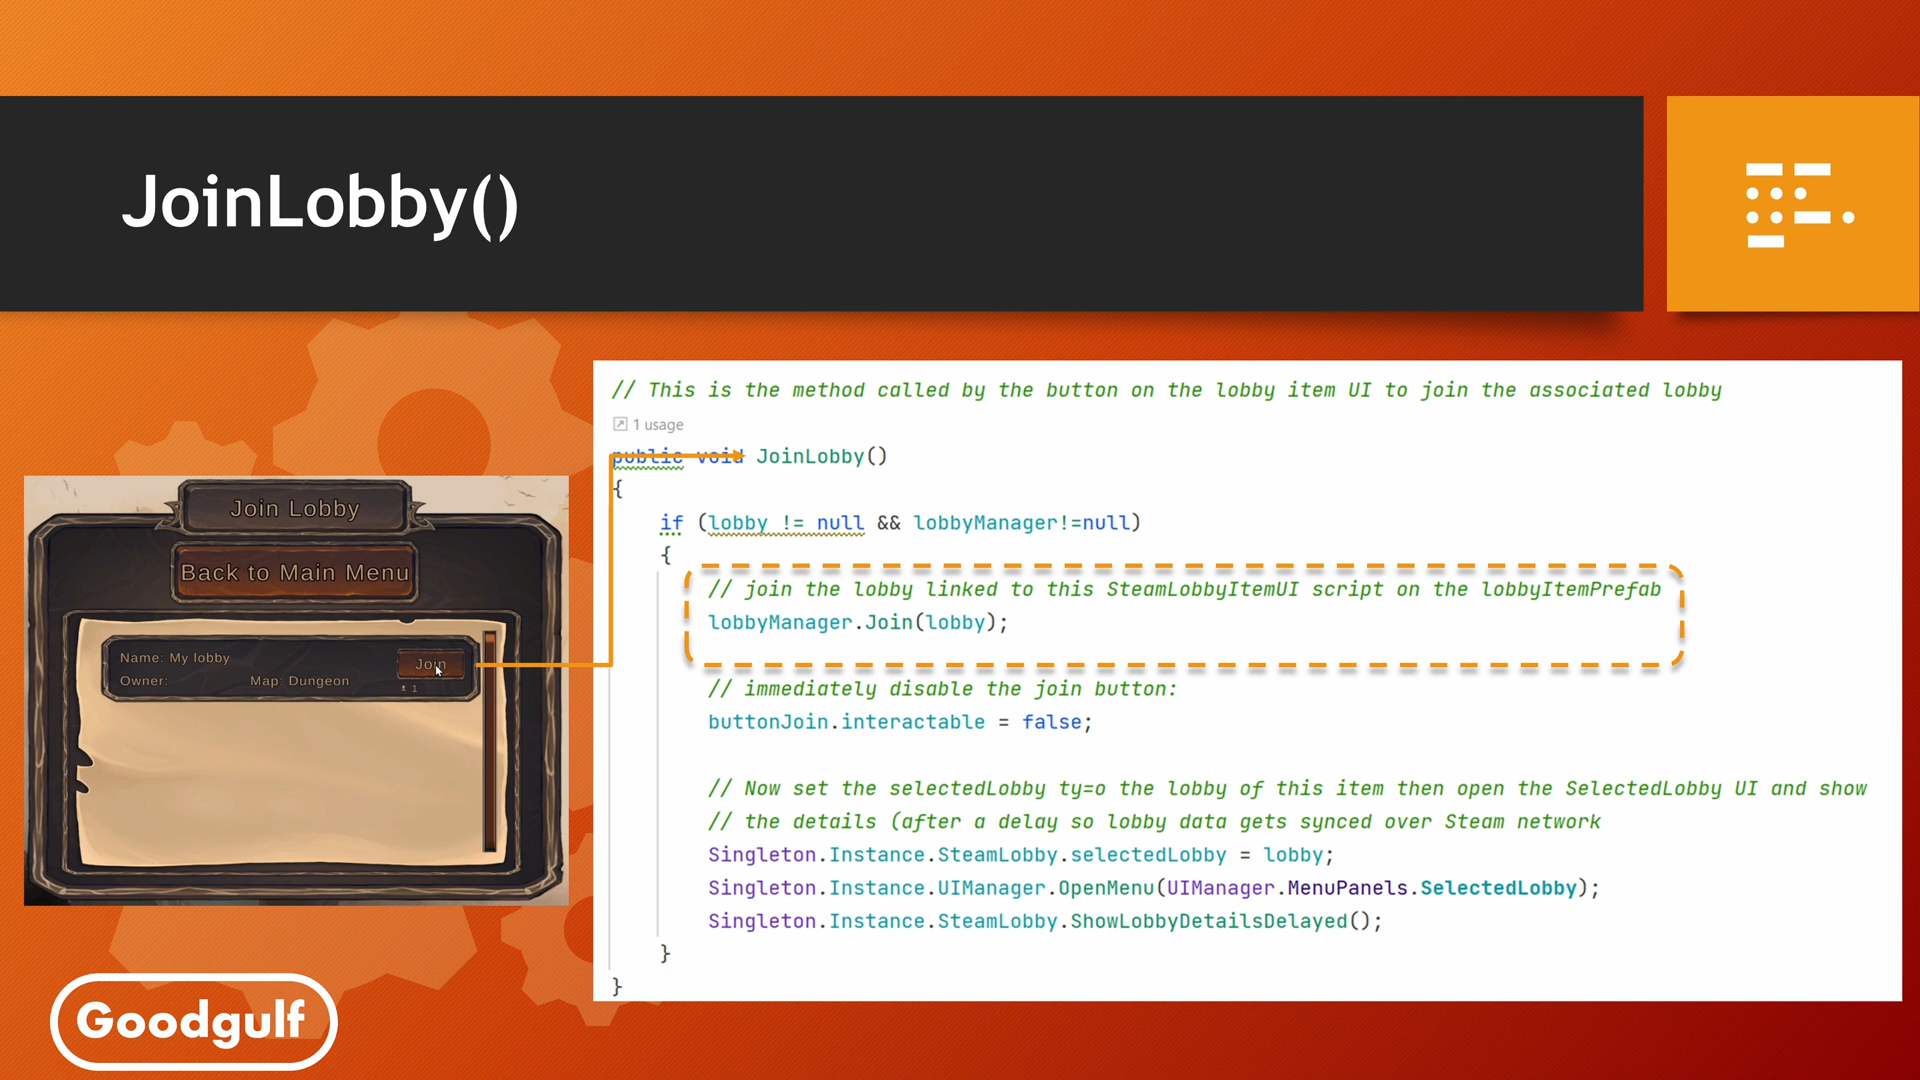 JoinLobby()
Join Lobby
Back to Main Menu
Name: My lobby
Join
Owner:
Map: Dungeon
1
// This is the method called by the button on the lobby item UI to join the associated lobby
1 usage
public void JoinLobby()
{
if (lobby != null && lobbyManager!=null)
{
// join the lobby linked to this SteamLobbyItemUI script on the lobbyItemPrefab
lobbyManager.Join(lobby);
// immediately disable the join button:
buttonJoin.interactable = false;
// Now set the selectedLobby ty=o the lobby of this item then open the SelectedLobby UI and show
// the details (after a delay so lobby data gets synced over Steam network
Singleton.Instance.SteamLobby.selectedLobby = lobby;
Singleton.Instance.UIManager.OpenMenu(UIManager.MenuPanels.SelectedLobby);
Singleton.Instance.SteamLobby.ShowLobbyDetailsDelayed();
}
}
Goodgulf